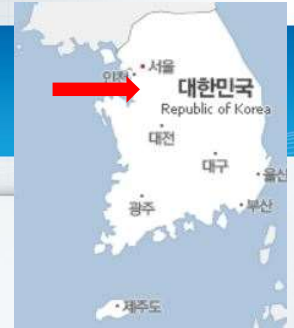 서울
인천
대한민국
Republic of Korea
대전
대구
울산
광주
부산
제주도